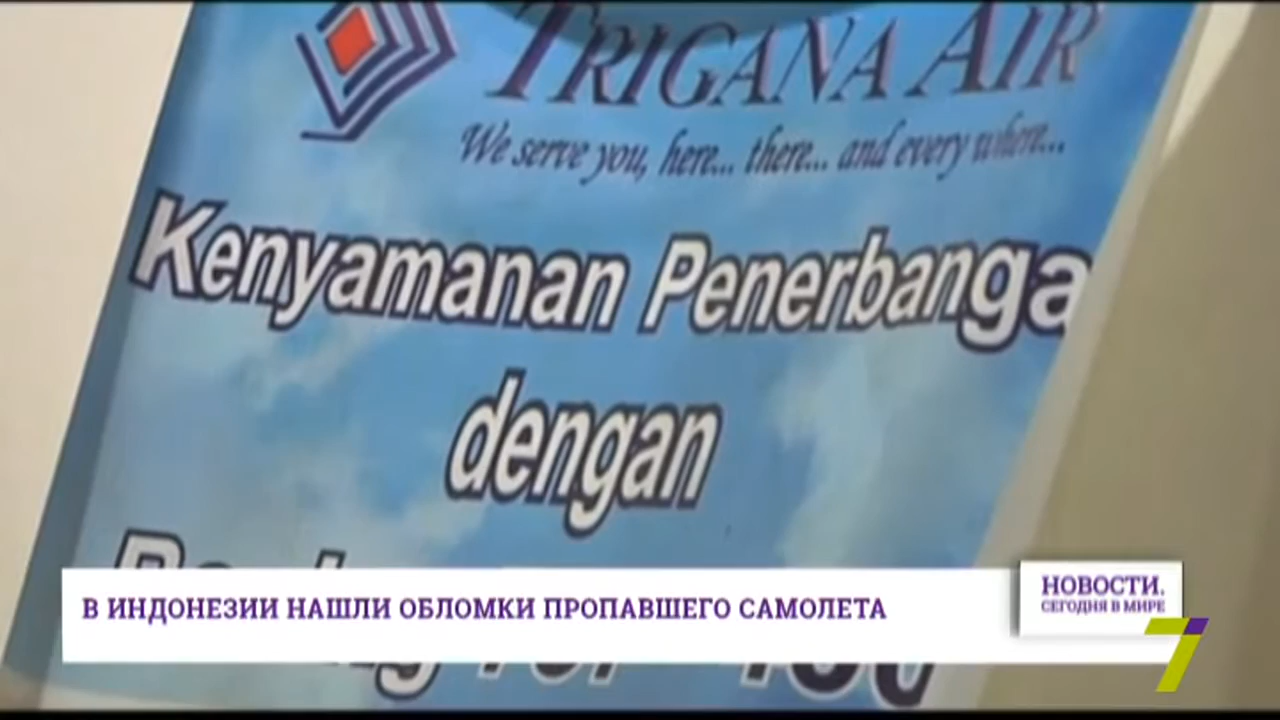 TRIGANA AIR
We serve you, here... there... and every where...
Kenyamanan Penerbanga
dengan
В ИНДОНЕЗИИ НАШЛИ ОБЛОМКИ ПРОПАВШЕГО САМОЛЕТА
НОВОСТИ.
СЕГОДНЯ В МИРЕ
7